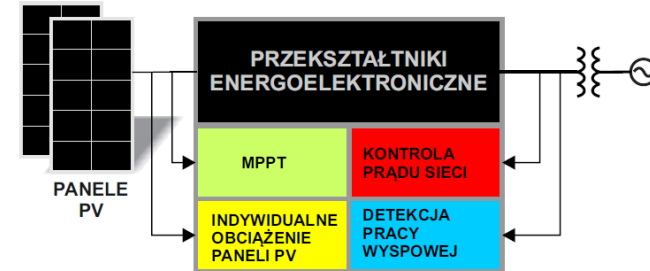 PRZEKSZTAŁTNIKI
ENERGOELEKTRONICZNE
MPPT
KONTROLA
PRĄDU SIECI
PANELE
PV
INDYWIDUALNE
OBCIĄŻENIE
PANELI PV
DETEKCJA
PRACY
WYSPOWEJ